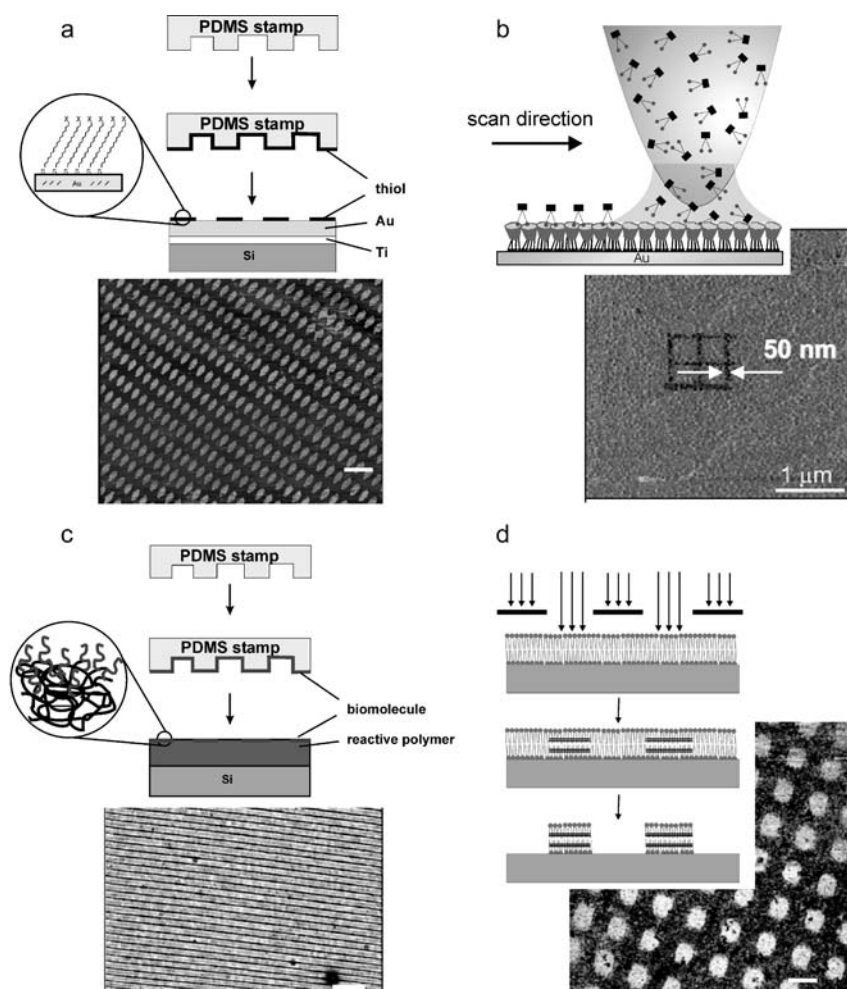 a
PDMS stamp
PDMS stamp
thiol
Au
Au
Ti
Si
b
scan direction
Au
50 nm
1 μm
c
PDMS stamp
PDMS stamp
biomolecule
reactive polymer
Si
d